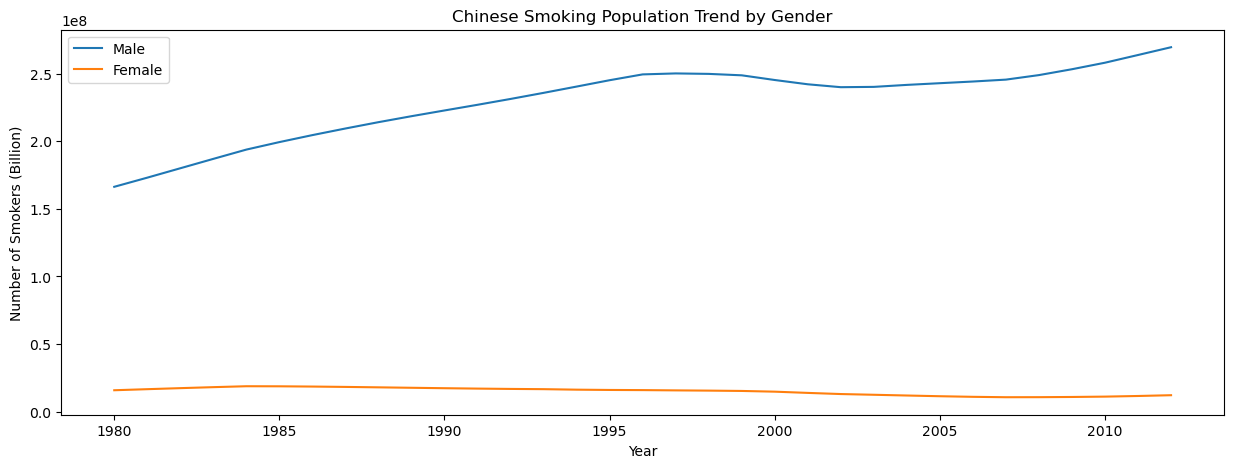 Chinese Smoking Population Trend by Gender
1e8
Male
Female
2.5
2.0
1.5
1.0
0.5
0.0
Number of Smokers (Billion)
1980 1985 1990 1995 2000 2005 2010
Year